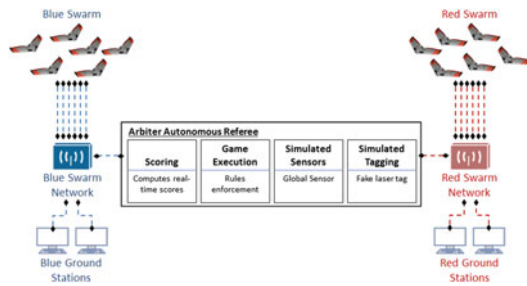 Blue Swarm
Red Swarm
Arbiter Autonomous Referee
Scoring
Computes real-
time scores
Game
Execution
Rules
enforcement
Simulated
Sensors
Global Sensor
Simulated
Tagging
Fake laser tag
Blue Swarm
Network
Red Swarm
Network
Blue Ground
Stations
Red Ground
Stations